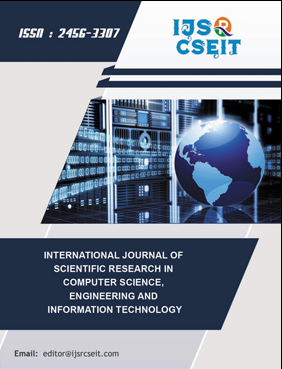 ISSN : 2456-3307
IJSR
CSEIT
INTERNATIONAL JOURNAL OF
SCIENTIFIC RESEARCH IN
COMPUTER SCIENCE,
ENGINEERING AND
INFORMATION TECHNOLOGY
Email: editor@ijsrcseit.com